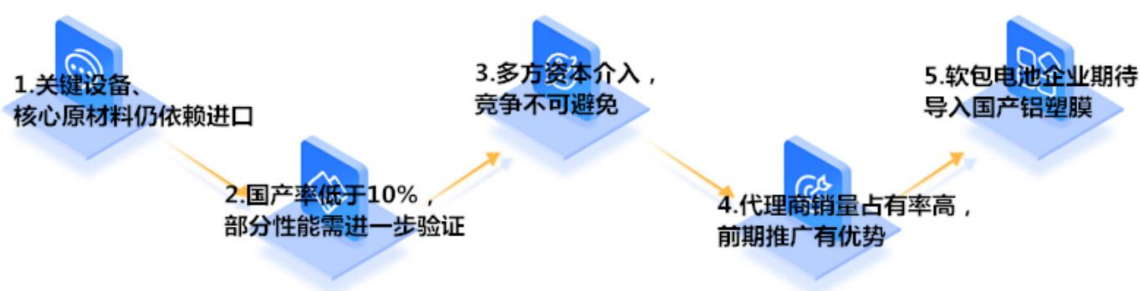 1.关键设备、
核心原材料仍依赖进口
2.国产率低于10%，
部分性能需进一步验证
3.多方资本介入，
竞争不可避免
4.代理商销量占有率高，
前期推广有优势
5.软包电池企业期待
导入国产铝塑膜